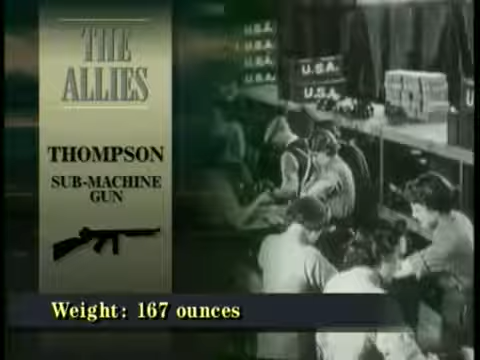 THE
ALLIES
THOMPSON
SUB-MACHINE
GUN
Weight: 167 ounces
U.S.A.
U.S.A.
U.S.A.
U.S.A.
U.S.A.
U.S.A.